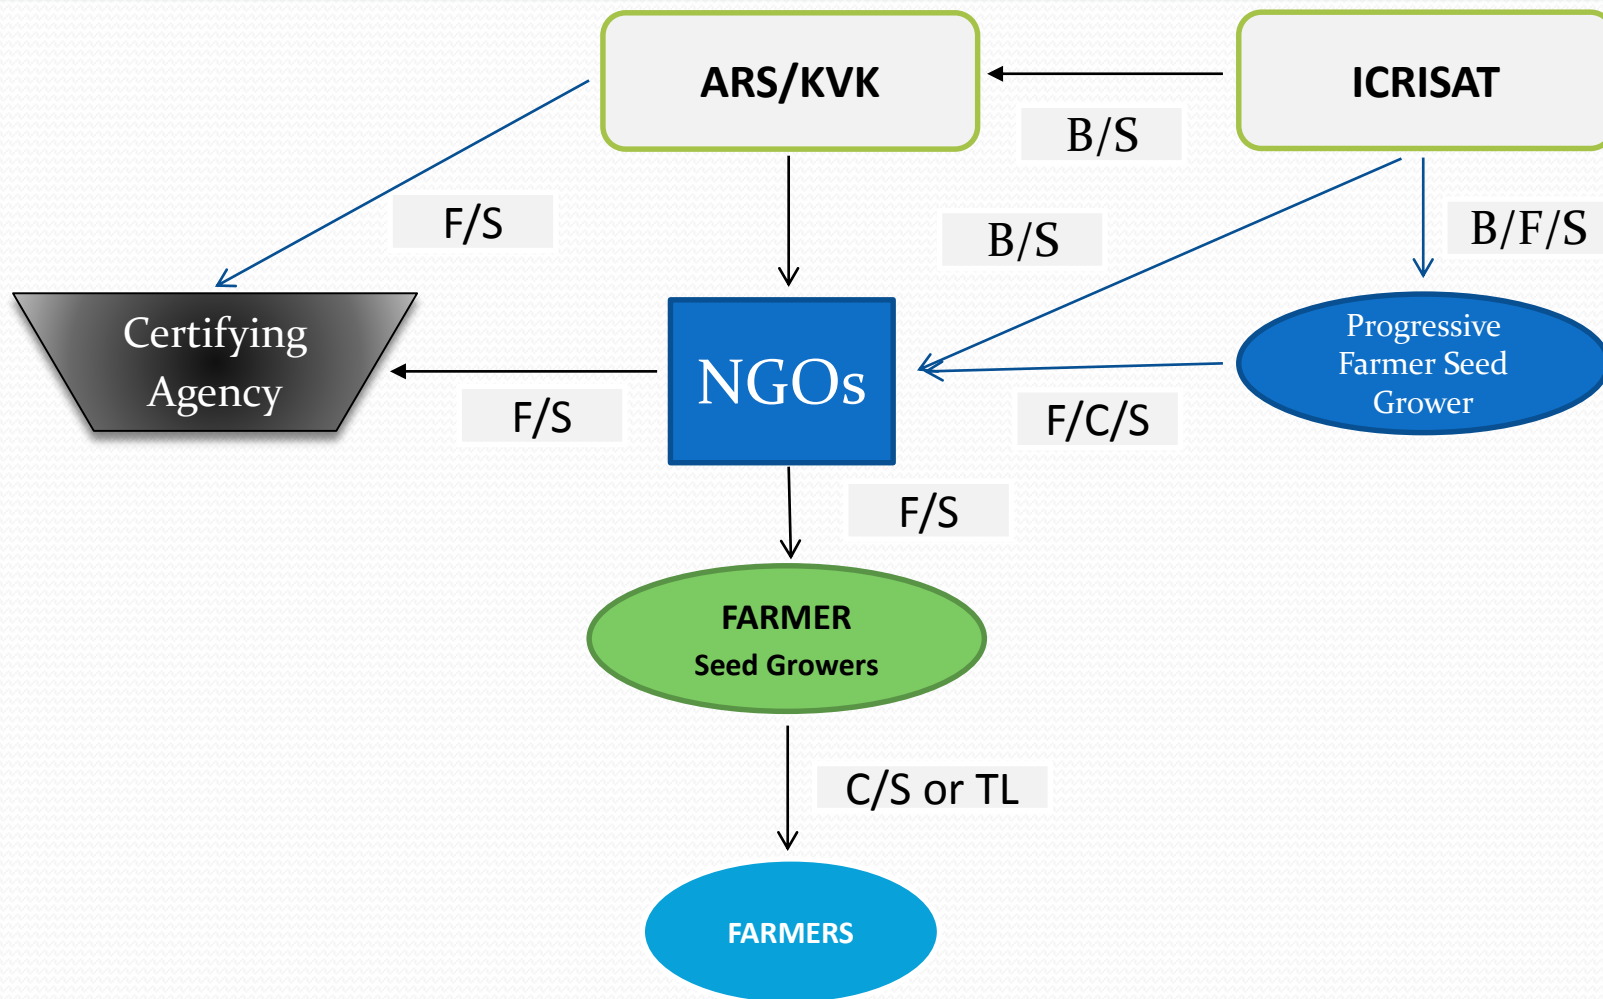 ARS/KVK
ICRISAT
B/S
F/S
B/S
B/F/S
Certifying
Agency
NGOs
Progressive
Farmer Seed
Grower
F/S
F/C/S
F/S
FARMER
Seed Growers
C/S or TL
FARMERS